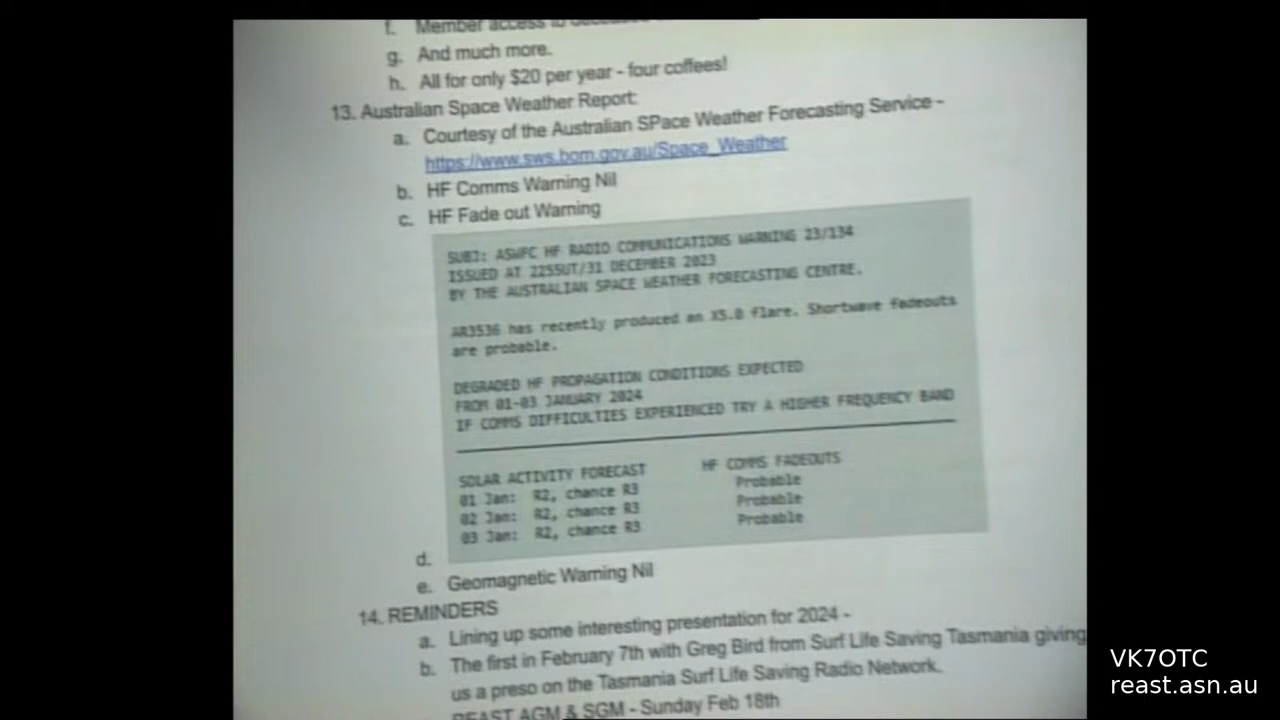 f. Member access to
g. And much more.
h. All for only $20 per year - four coffees!
13. Australian Space Weather Report:
a. Courtesy of the Australian SPace Weather Forecasting Service -
https://www.sws.bom.gov.au/Space_Weather
b. HF Comms Warning Nil
c. HF Fade out Warning
SUBJ: ASWFC HF RADIO COMMUNICATIONS WARNING 23/134
ISSUED AT 2255UT/31 DECEMBER 2023
BY THE AUSTRALIAN SPACE WEATHER FORECASTING CENTRE.
AR3536 has recently produced an X5.0 flare. Shortwave fadeouts
are probable.
DEGRADED HF PROPAGATION CONDITIONS EXPECTED
FROM 01-03 JANUARY 2024
IF COMMS DIFFICULTIES EXPERIENCED TRY A HIGHER FREQUENCY BAND
SOLAR ACTIVITY FORECAST HF COMMS FADEOUTS
01 Jan: R2, chance R3 Probable
02 Jan: R2, chance R3 Probable
03 Jan: R2, chance R3 Probable
d.
e. Geomagnetic Warning Nil
14. REMINDERS
a. Lining up some interesting presentation for 2024 -
b. The first in February 7th with Greg Bird from Surf Life Saving Tasmania giving
us a preso on the Tasmania Surf Life Saving Radio Network.
REAST AGM & SGM - Sunday Feb 18th
VK7OTC
reast.asn.au